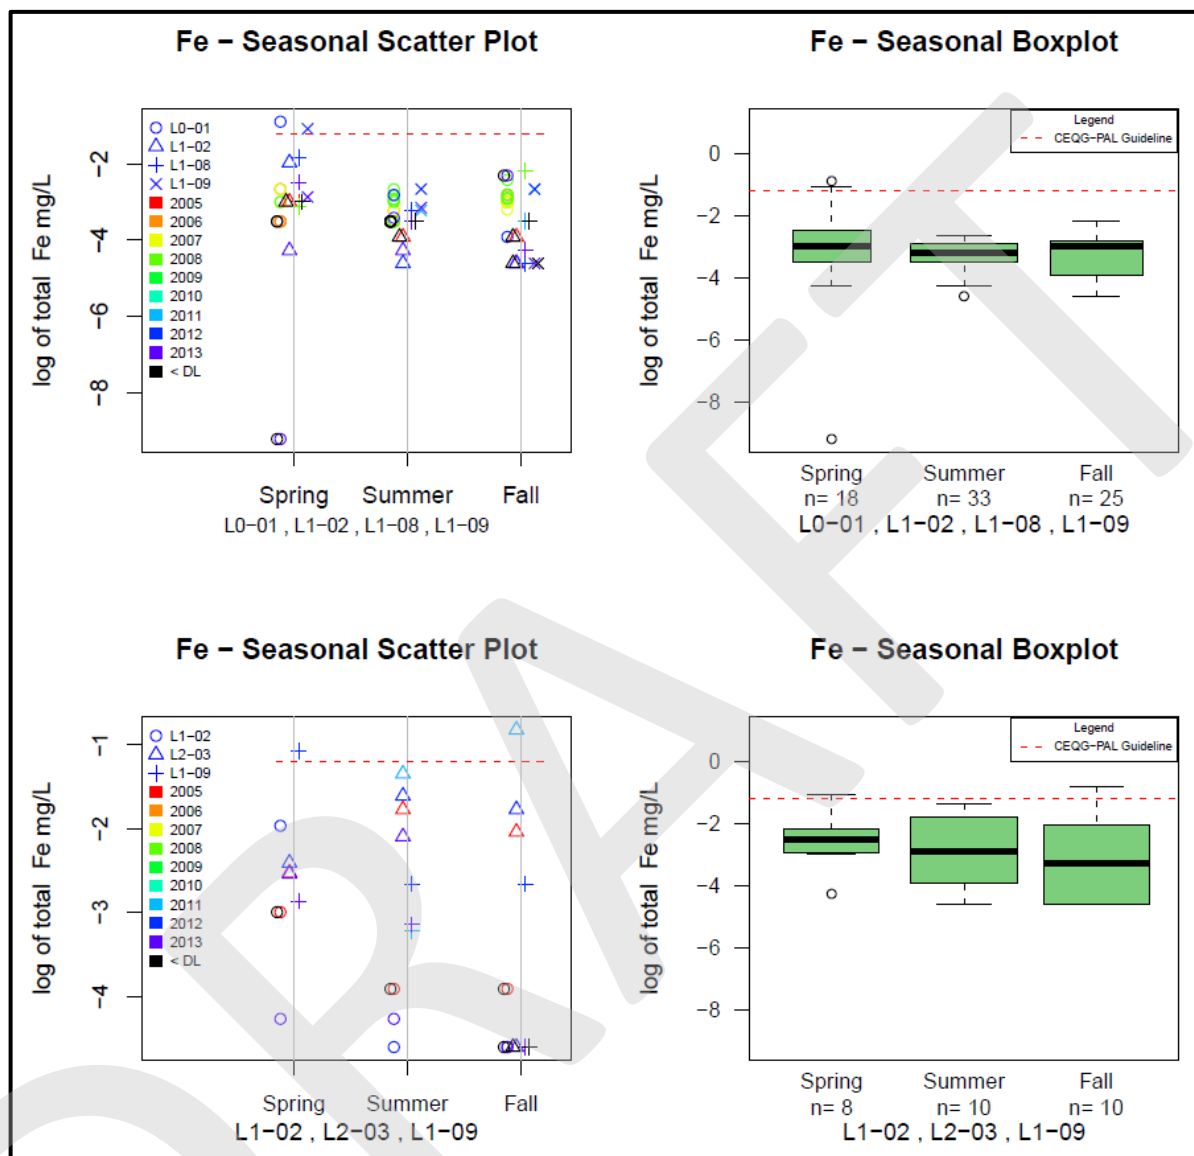 Fe − Seasonal Scatter Plot
log of total Fe mg/L
−2
−4
−6
−8
L0−01
L1−02
L1−08
L1−09
2005
2006
2007
2008
2009
2010
2011
2012
2013
< DL
Spring Summer Fall
L0−01 , L1−02 , L1−08 , L1−09
Fe − Seasonal Boxplot
log of total Fe mg/L
0
−2
−4
−6
−8
Legend
CEQG−PAL Guideline
Spring Summer Fall
n= 18 n= 33 n= 25
L0−01 , L1−02 , L1−08 , L1−09
Fe − Seasonal Scatter Plot
log of total Fe mg/L
−1
−2
−3
−4
L1−02
L2−03
L1−09
2005
2006
2007
2008
2009
2010
2011
2012
2013
< DL
Spring Summer Fall
L1−02 , L2−03 , L1−09
Fe − Seasonal Boxplot
log of total Fe mg/L
0
−2
−4
−6
−8
Legend
CEQG−PAL Guideline
Spring Summer Fall
n= 8 n= 10 n= 10
L1−02 , L2−03 , L1−09
DRAFT